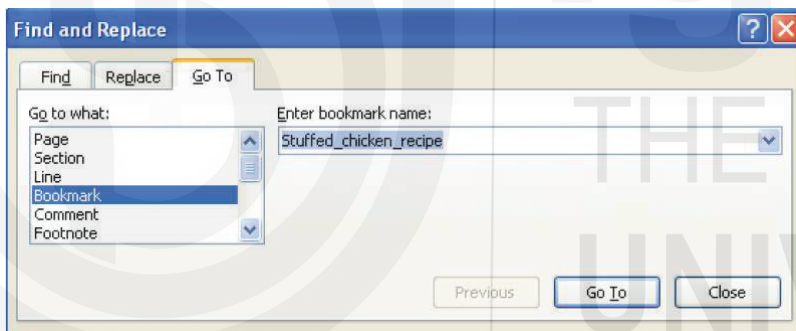 Find and Replace
Find Replace Go To
Go to what: Enter bookmark name:
Page Stuffed_chicken_recipe
Section
Line
Bookmark
Comment
Footnote
Previous Go To Close
THE